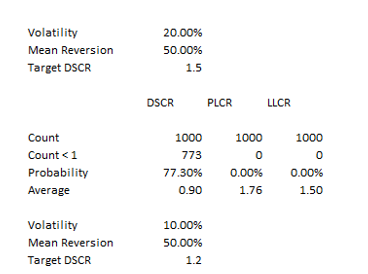 Volatility 20.00%
Mean Reversion 50.00%
Target DSCR 1.5
DSCR PLCR LLCR
Count 1000 1000 1000
Count < 1 773 0 0
Probability 77.30% 0.00% 0.00%
Average 0.90 1.76 1.50
Volatility 10.00%
Mean Reversion 50.00%
Target DSCR 1.2